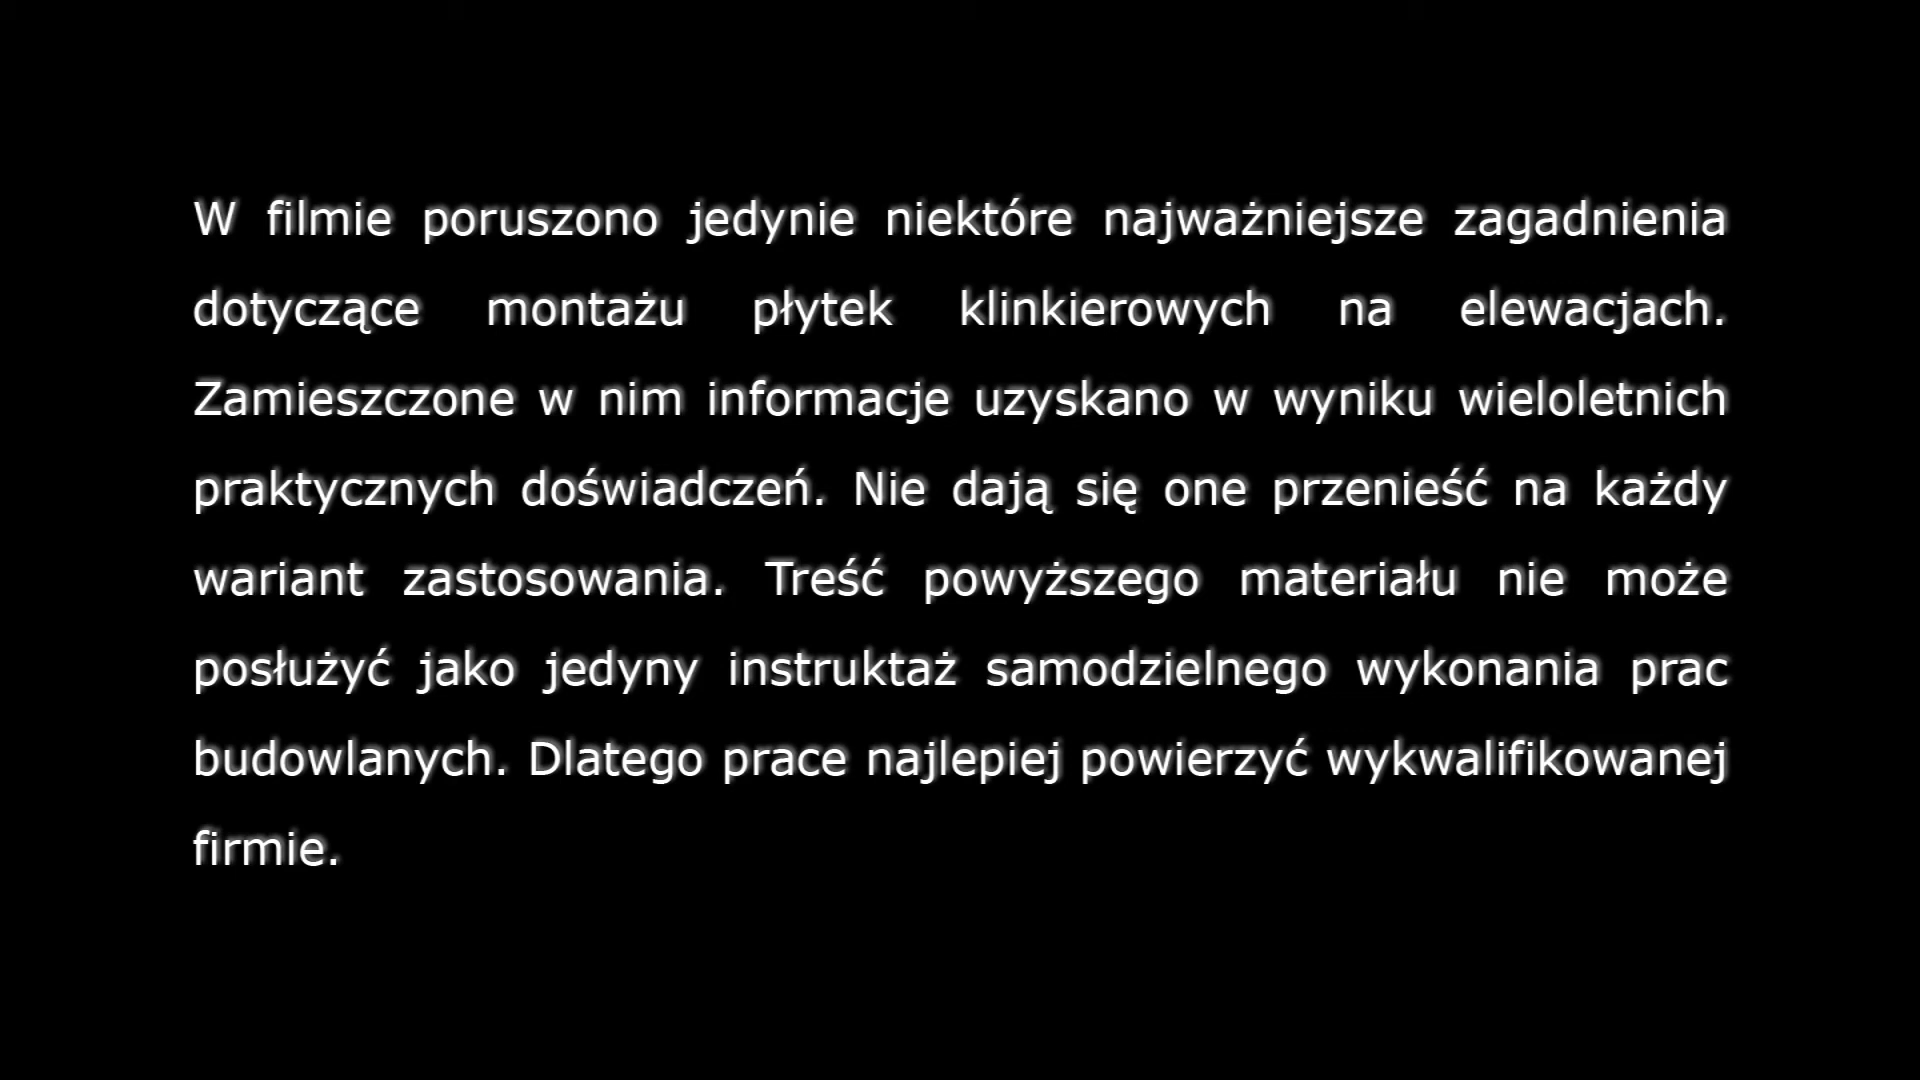 W filmie poruszono jedynie niektóre najważniejsze zagadnienia
dotyczące montażu płytek klinkierowych na elewacjach.
Zamieszczone w nim informacje uzyskano w wyniku wieloletnich
praktycznych doświadczeń. Nie dają się one przenieść na każdy
wariant zastosowania. Treść powyższego materiału nie może
posłużyć jako jedyny instruktaż samodzielnego wykonania prac
budowlanych. Dlatego prace najlepiej powierzyć wykwalifikowanej
firmie.